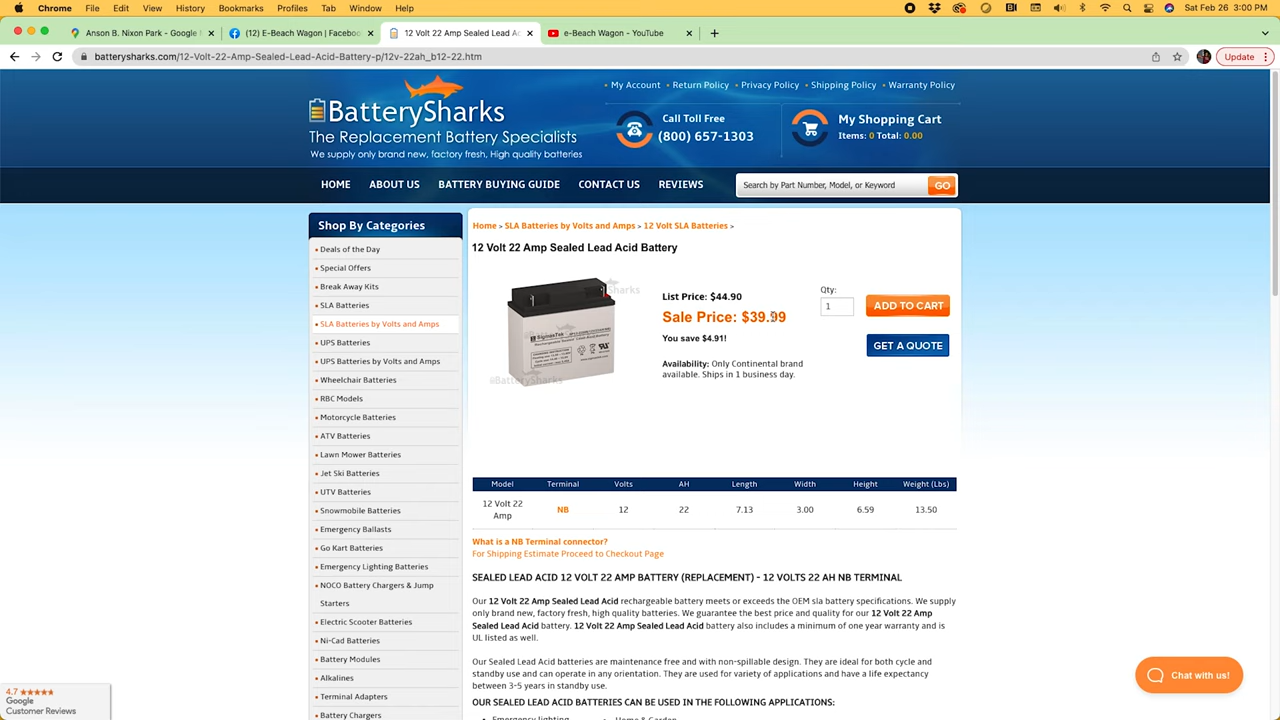 Chrome File Edit View History Bookmarks Profiles Tab Window Help Sat Feb 26 3:00 PM
Anson B. Nixon Park - Google (12) E-Beach Wagon | Faceboo 12 Volt 22 Amp Sealed Lead Ac e-Beach Wagon - YouTube
batterysharks.com/12-Volt-22-Amp-Sealed-Lead-Acid-Battery-p/12v-22ah_b12-22.htm Update
My Account Return Policy Privacy Policy Shipping Policy Warranty Policy
BatterySharks
The Replacement Battery Specialists
We supply only brand new, factory fresh, High quality batteries
Call Toll Free
(800) 657-1303
My Shopping Cart
Items: 0 Total: 0.00
HOME ABOUT US BATTERY BUYING GUIDE CONTACT US REVIEWS
Search by Part Number, Model, or Keyword GO
Shop By Categories
Deals of the Day
Special Offers
Break Away Kits
SLA Batteries
SLA Batteries by Volts and Amps
UPS Batteries
UPS Batteries by Volts and Amps
Wheelchair Batteries
RBC Models
Motorcycle Batteries
ATV Batteries
Lawn Mower Batteries
Jet Ski Batteries
UTV Batteries
Snowmobile Batteries
Emergency Ballasts
Go Kart Batteries
Emergency Lighting Batteries
NOCO Battery Chargers & Jump
Starters
Electric Scooter Batteries
Ni-Cad Batteries
Battery Modules
Alkalines
Terminal Adapters
Battery Chargers
Home > SLA Batteries by Volts and Amps > 12 Volt SLA Batteries >
12 Volt 22 Amp Sealed Lead Acid Battery
BatterySharks
List Price: $44.90
Sale Price: $39.99
You save $4.91!
Availability: Only Continental brand
available. Ships in 1 business day.
Qty:
1
ADD TO CART
GET A QUOTE
Model Terminal Volts AH Length Width Height Weight (Lbs)
12 Volt 22
Amp NB 12 22 7.13 3.00 6.59 13.50
What is a NB Terminal connector?
For Shipping Estimate Proceed to Checkout Page
SEALED LEAD ACID 12 VOLT 22 AMP BATTERY (REPLACEMENT) - 12 VOLTS 22 AH NB TERMINAL
Our 12 Volt 22 Amp Sealed Lead Acid rechargeable battery meets or exceeds the OEM sla battery specifications. We supply
only brand new, factory fresh, high quality batteries. We guarantee the best price and quality for our 12 Volt 22 Amp
Sealed Lead Acid battery. 12 Volt 22 Amp Sealed Lead Acid battery also includes a minimum of one year warranty and is
UL listed as well.
Our Sealed Lead Acid batteries are maintenance free and with non-spillable design. They are ideal for both cycle and
standby use and can operate in any orientation. They are used for variety of applications and have a life expectancy
between 3-5 years in standby use.
OUR SEALED LEAD ACID BATTERIES CAN BE USED IN THE FOLLOWING APPLICATIONS:
Emergency lighting Home & Garden
4.7
Google
Customer Reviews
Chat with us!